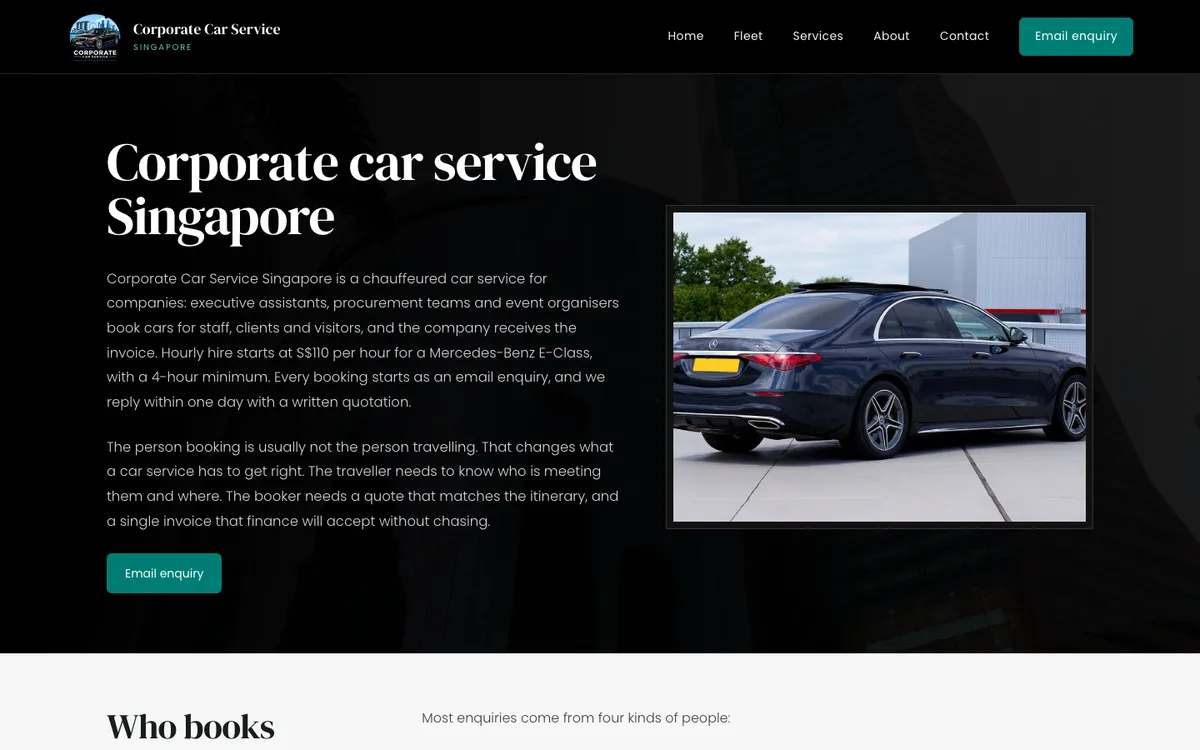 CORPORATE
CAR SERVICE
Corporate Car Service
SINGAPORE
Home
Fleet
Services
About
Contact
Email enquiry
Corporate car service
Singapore
Corporate Car Service Singapore is a chauffeured car service for
companies: executive assistants, procurement teams and event organisers
book cars for staff, clients and visitors, and the company receives the
invoice. Hourly hire starts at S$110 per hour for a Mercedes-Benz E-Class,
with a 4-hour minimum. Every booking starts as an email enquiry, and we
reply within one day with a written quotation.
The person booking is usually not the person travelling. That changes what
a car service has to get right. The traveller needs to know who is meeting
them and where. The booker needs a quote that matches the itinerary, and
a single invoice that finance will accept without chasing.
Email enquiry
Who books
Most enquiries come from four kinds of people: